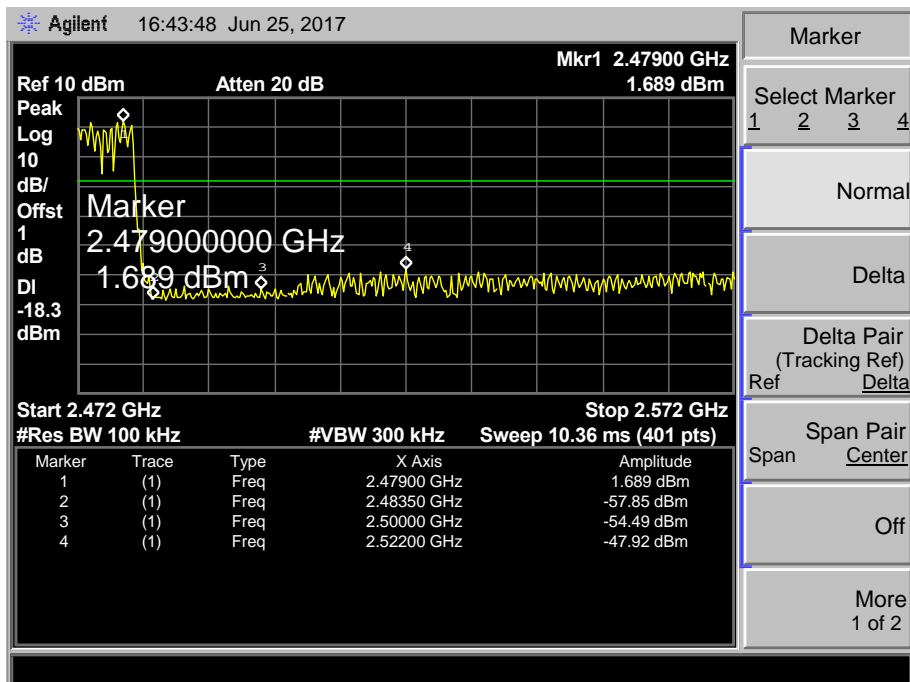 Agilent 16:43:48 Jun 25, 2017
Mkr1 2.47900 GHz
Ref 10 dBm Atten 20 dB 1.689 dBm
Peak
Log
10
dB/
Offst
1
dB
DI
-18.3
dBm
1
3
4
Marker
2.479000000 GHz
1.689 dBm
Start 2.472 GHz Stop 2.572 GHz
#Res BW 100 kHz #VBW 300 kHz Sweep 10.36 ms (401 pts)
Marker Trace Type X Axis Amplitude
1 (1) Freq 2.47900 GHz 1.689 dBm
2 (1) Freq 2.48350 GHz -57.85 dBm
3 (1) Freq 2.50000 GHz -54.49 dBm
4 (1) Freq 2.52200 GHz -47.92 dBm
Marker
Select Marker
1 2 3 4
Normal
Delta
Delta Pair
(Tracking Ref)
Ref Delta
Span Pair
Span Center
Off
More
1 of 2